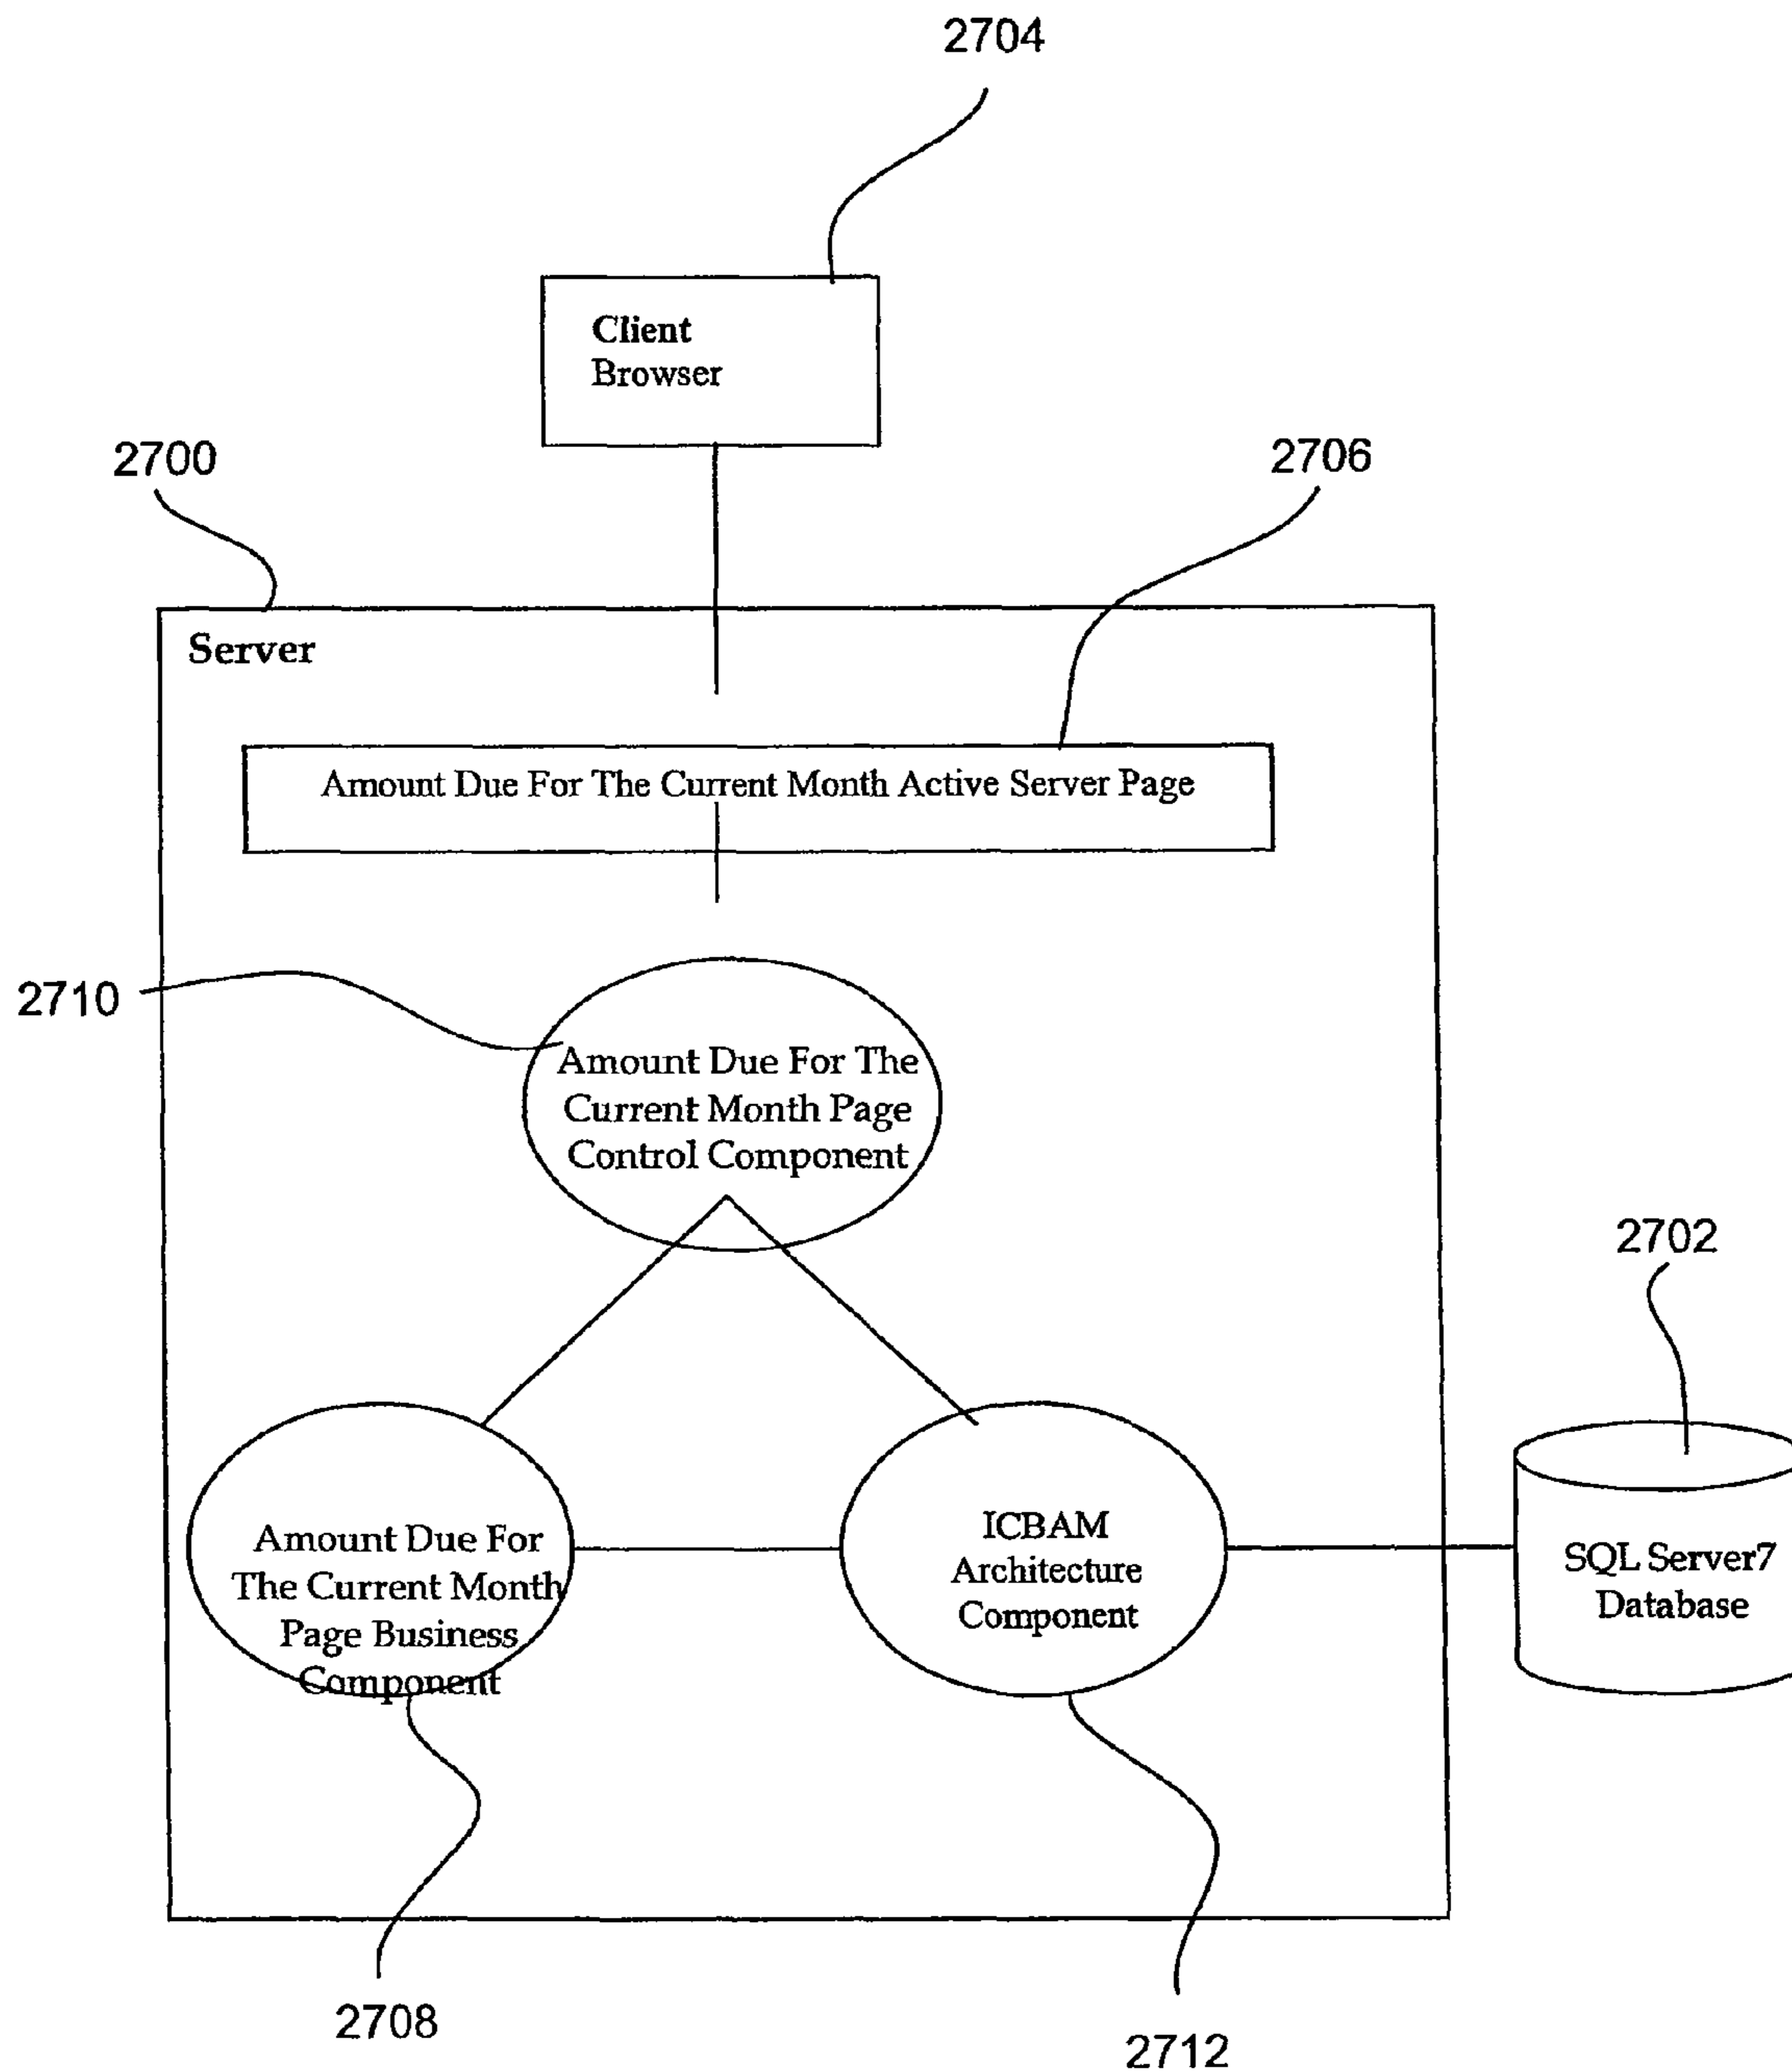 2704
Client
Browser
2700
2706
Server
Amount Due For The Current Month Active Server Page
2710
Amount Due For The
Current Month Page
Control Component
2702
Amount Due For
The Current Month
Page Business
Component
ICBAM
Architecture
Component
SQL Server7
Database
2708
2712